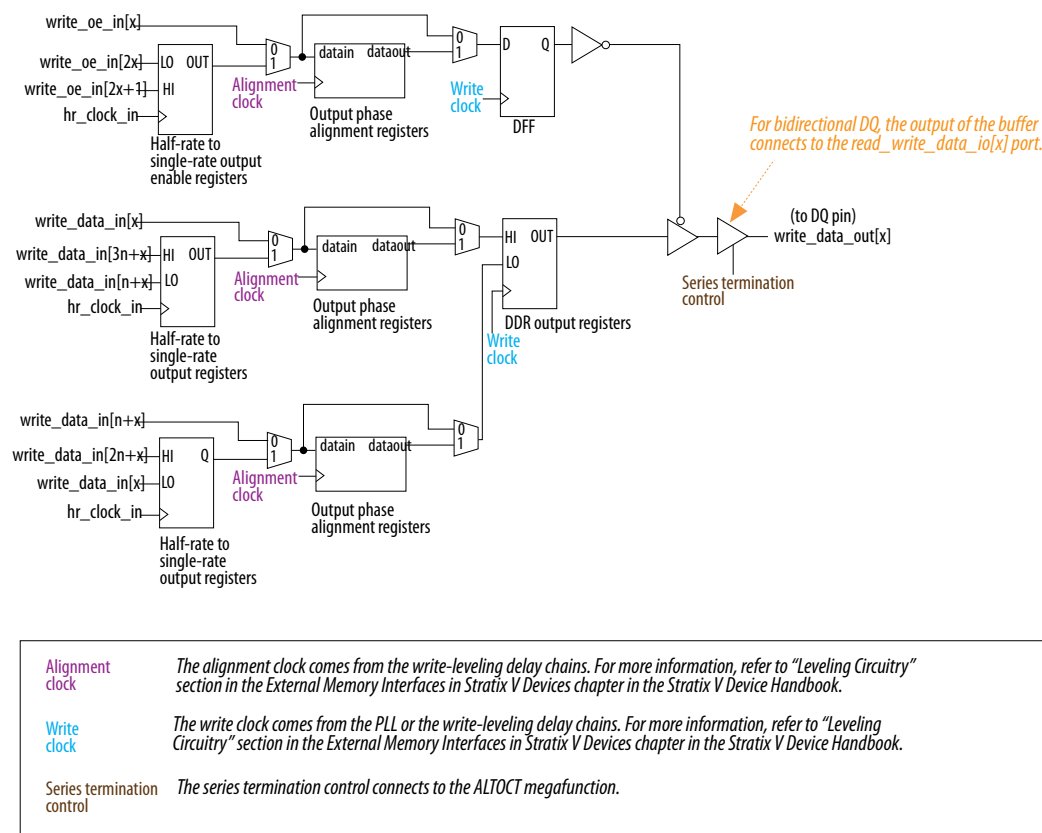 write_oe_in[x]
write_oe_in[2x]
write_oe_in[2x+1]
hr_clock_in
LO OUT
HI
Half-rate to
single-rate output
enable registers
0
1
Alignment
clock
datain dataout
Output phase
alignment registers
0
1
Write
clock
D Q
DFF
For bidirectional DQ, the output of the buffer
connects to the read_write_data_io[x] port.
write_data_in[x]
write_data_in[3n+x]
write_data_in[n+x]
hr_clock_in
HI OUT
LO
Half-rate to
single-rate
output registers
0
1
Alignment
clock
datain dataout
Output phase
alignment registers
0
1
HI OUT
LO
DDR output registers
Write
clock
(to DQ pin)
write_data_out[x]
Series termination
control
write_data_in[n+x]
write_data_in[2n+x]
write_data_in[x]
hr_clock_in
HI Q
LO
Half-rate to
single-rate
output registers
0
1
Alignment
clock
datain dataout
Output phase
alignment registers
0
1
Alignment
clock
The alignment clock comes from the write-leveling delay chains. For more information, refer to “Leveling Circuitry”
section in the External Memory Interfaces in Stratix V Devices chapter in the Stratix V Device Handbook.
Write
clock
The write clock comes from the PLL or the write-leveling delay chains. For more information, refer to “Leveling
Circuitry” section in the External Memory Interfaces in Stratix V Devices chapter in the Stratix V Device Handbook.
Series termination
control
The series termination control connects to the ALTOCT megafunction.